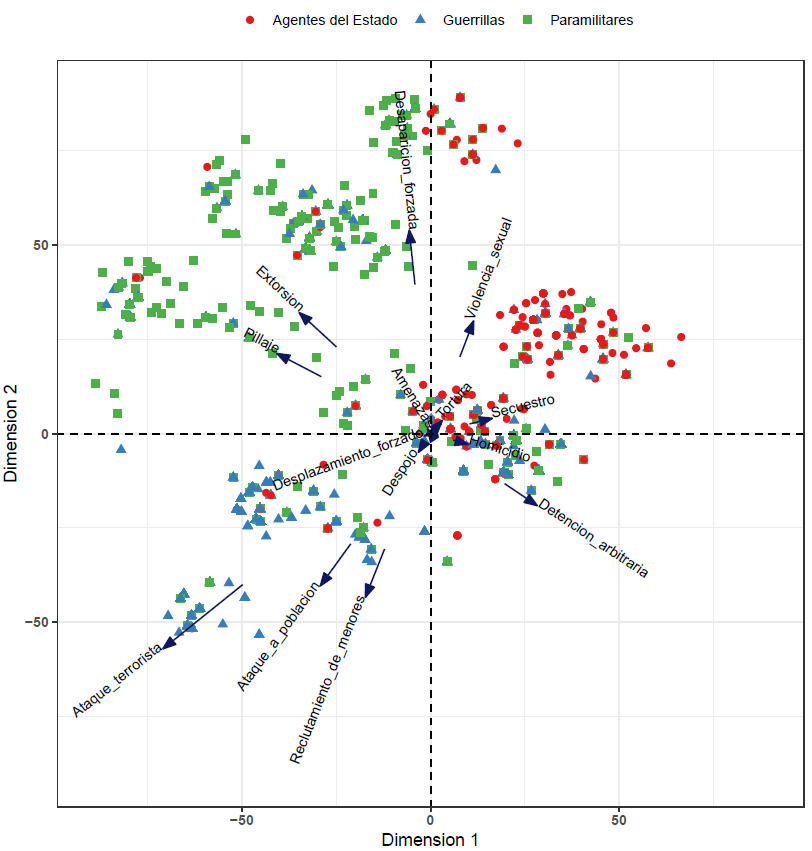 Agentes del Estado Guerrillas Paramilitares
Desaparicion_forzada
Violencia_sexual
Extorsion
Pillaje
Amenazas
Tortura
Secuestro
Homicidio
Desplazamiento_forzado
Despojo
Detencion_arbitraria
Ataque_a_poblacion
Ataque_terrorista
Reclutamiento_de_menores
50
0
−50
−50 0 50
Dimension 2
Dimension 1